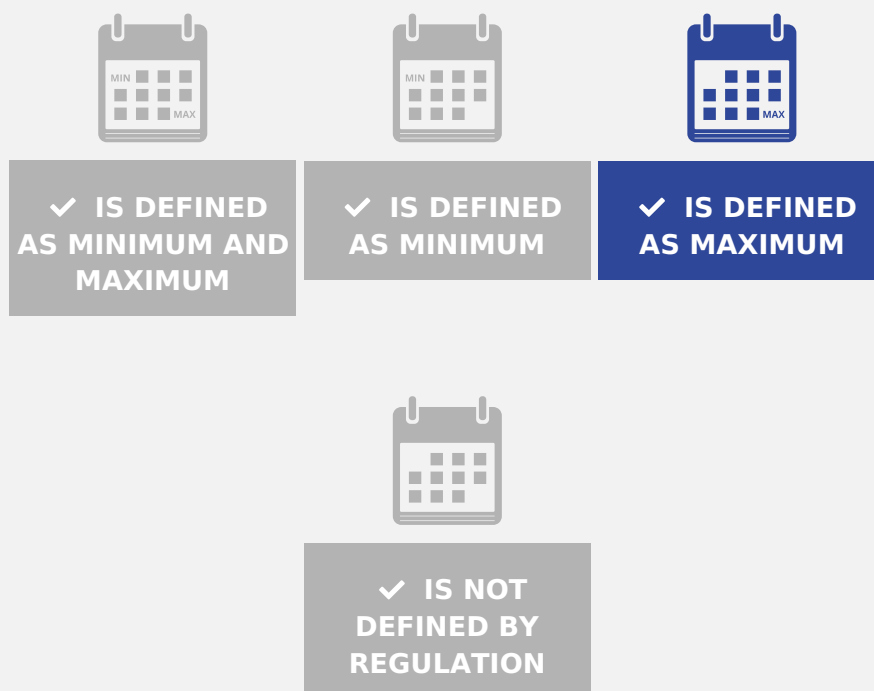 MIN
MAX
MIN
MAX
✔ IS DEFINED
AS MINIMUM AND
MAXIMUM
✔ IS DEFINED
AS MINIMUM
✔ IS DEFINED
AS MAXIMUM
✔ IS NOT
DEFINED BY
REGULATION